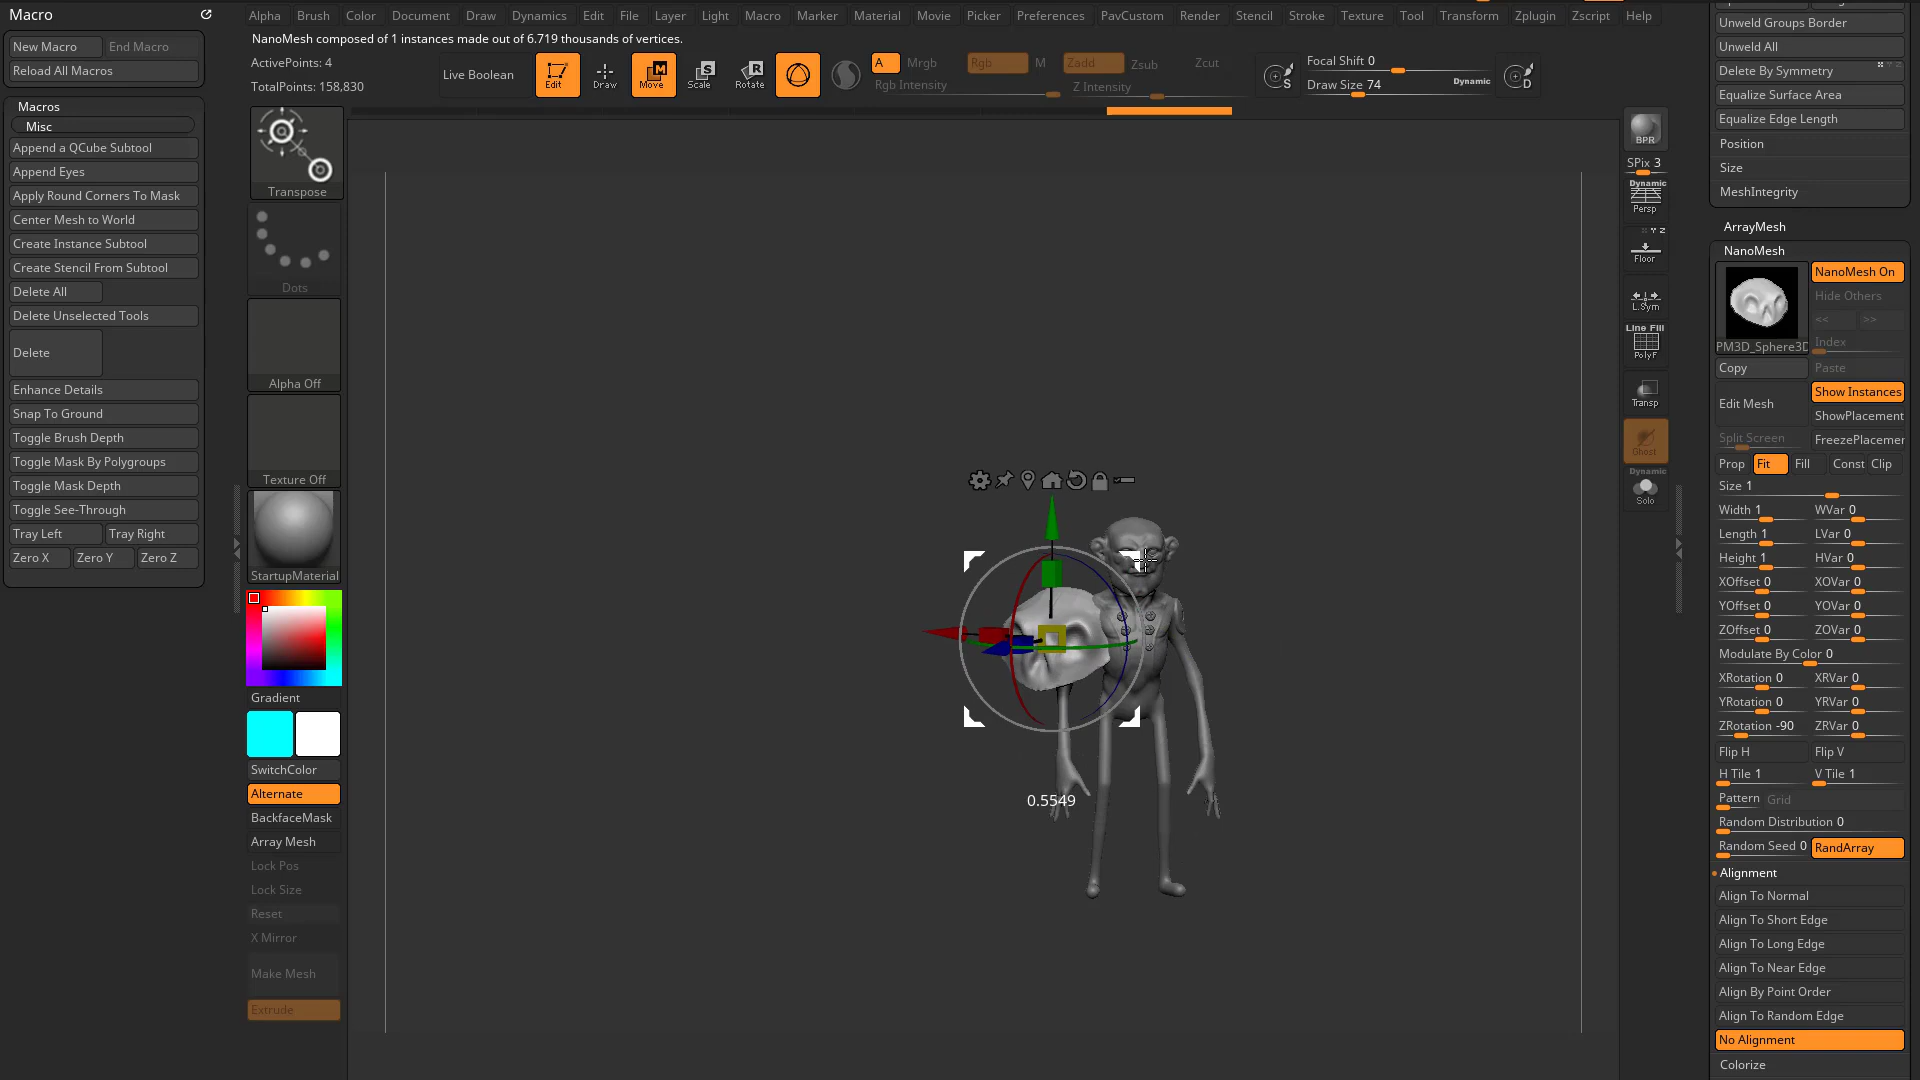 Macro
Alpha Brush Color Document Draw Dynamics Edit File Layer Light Macro Marker Material Movie Picker Preferences PavCustom Render Stencil Stroke Texture Tool Transform Zplugin Zscript Help
NanoMesh composed of 1 instances made out of 6.719 thousands of vertices.
ActivePoints: 4
TotalPoints: 158,830
Live Boolean
Edit
Draw
Move
Scale
Rotate
A Mrgb
Rgb M
Zadd Zsub Zcut
Rgb Intensity
Z Intensity
Focal Shift 0
Draw Size 74
Dynamic
New Macro End Macro
Reload All Macros
Macros
Misc
Append a QCube Subtool
Append Eyes
Apply Round Corners To Mask
Center Mesh to World
Create Instance Subtool
Create Stencil From Subtool
Delete All
Delete Unselected Tools
Delete
Enhance Details
Snap To Ground
Toggle Brush Depth
Toggle Mask By Polygroups
Toggle Mask Depth
Toggle See-Through
Tray Left Tray Right
Zero X Zero Y Zero Z
Transpose
Dots
Alpha Off
Texture Off
StartupMaterial
Gradient
SwitchColor
Alternate
BackfaceMask
Array Mesh
Lock Pos
Lock Size
Reset
X Mirror
Make Mesh
Extrude
0.5549
BPR
SPix 3
Dynamic
Persp
Floor
L.Sym
Line Fill
PolyF
Transp
Ghost
Dynamic
Solo
Unweld Groups Border
Unweld All
Delete By Symmetry
Equalize Surface Area
Equalize Edge Length
Position
Size
MeshIntegrity
ArrayMesh
NanoMesh
PM3D_Sphere3D
NanoMesh On
Hide Others
<< >>
Index
Copy Paste
Edit Mesh
Show Instances
ShowPlacement
Split Screen FreezePlacemer
Prop Fit Fill Const Clip
Size 1
Width 1 WVar 0
Length 1 LVar 0
Height 1 HVar 0
XOffset 0 XOVar 0
YOffset 0 YOVar 0
ZOffset 0 ZOVar 0
Modulate By Color 0
XRotation 0 XRVar 0
YRotation 0 YRVar 0
ZRotation -90 ZRVar 0
Flip H Flip V
H Tile 1 V Tile 1
Pattern Grid
Random Distribution 0
Random Seed 0 RandArray
Alignment
Align To Normal
Align To Short Edge
Align To Long Edge
Align To Near Edge
Align By Point Order
Align To Random Edge
No Alignment
Colorize